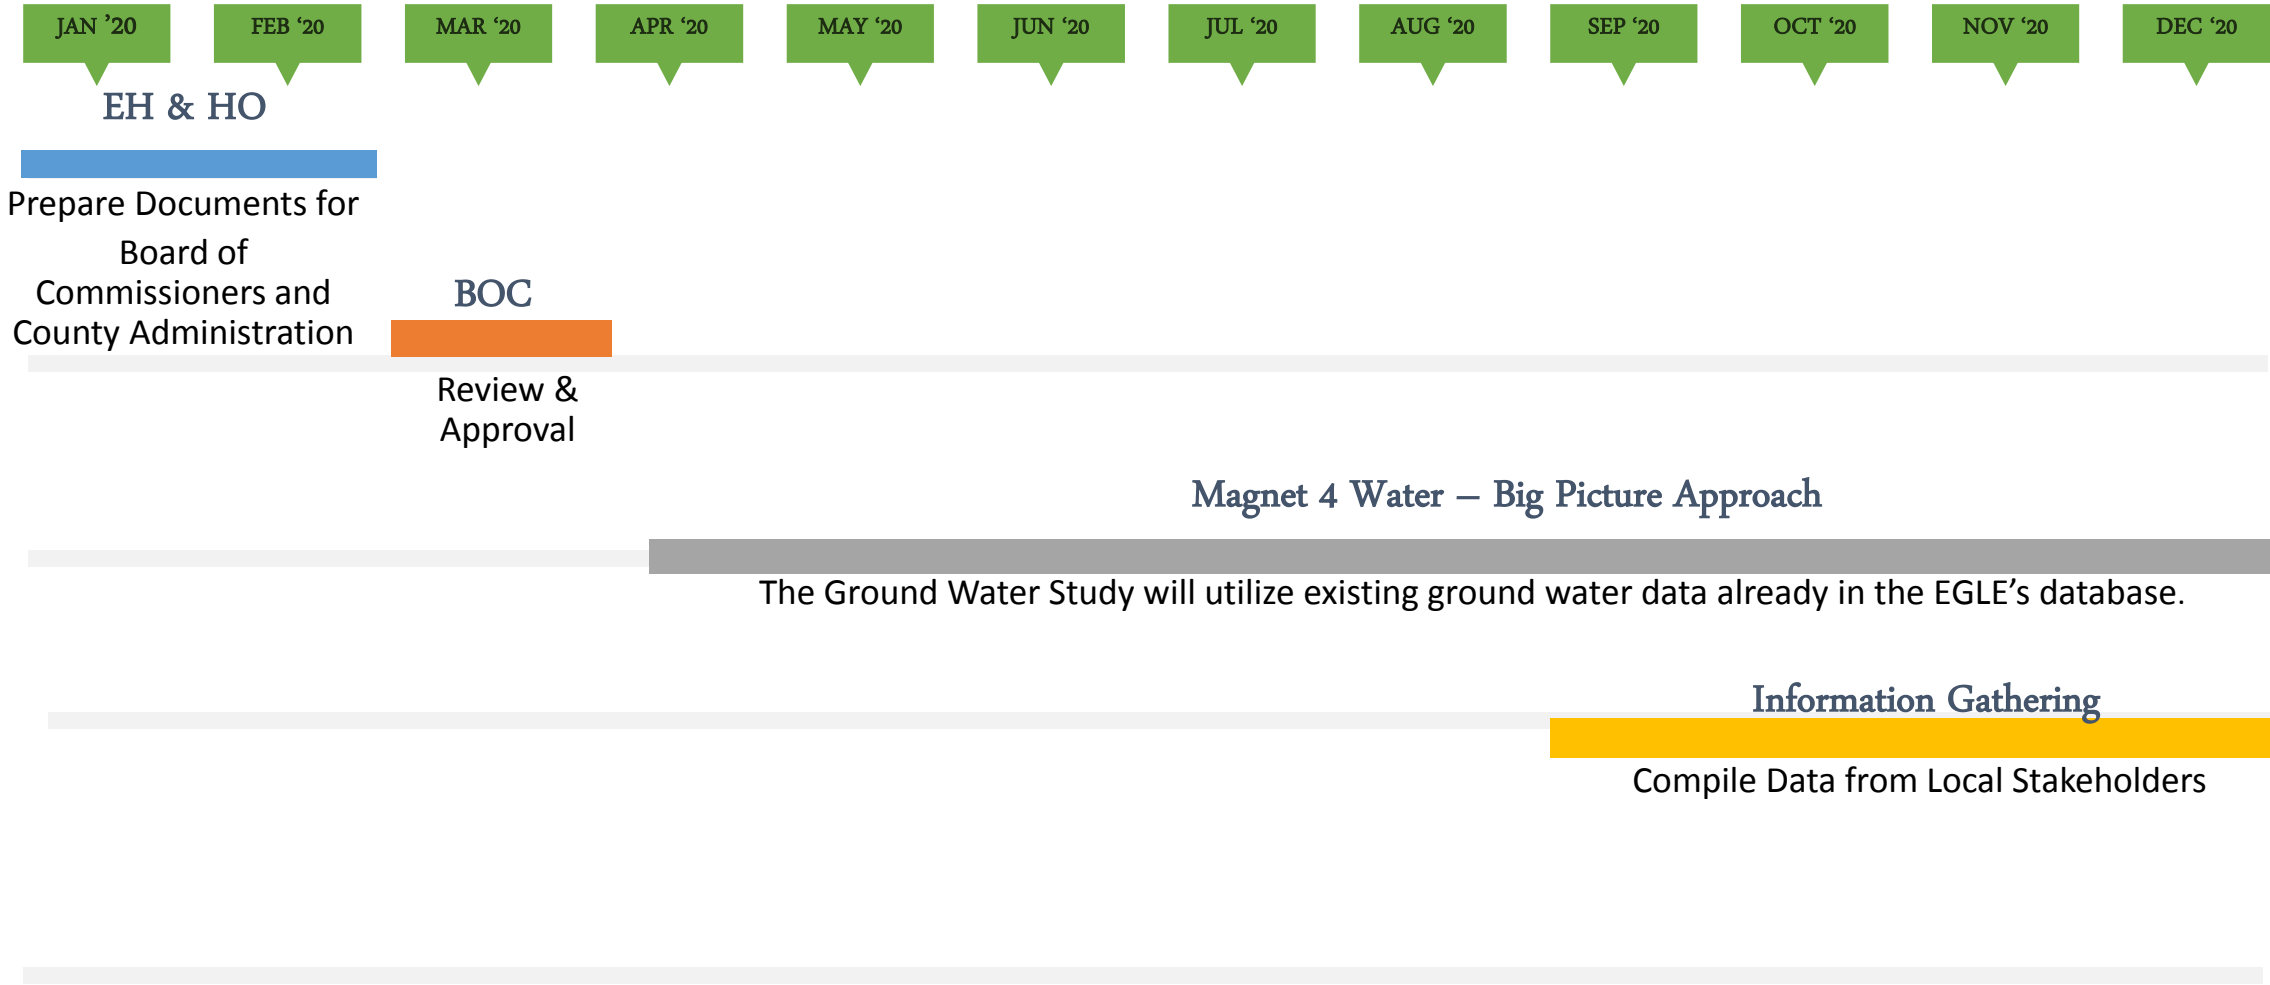 JAN ’20
FEB ‘20
MAR ‘20
APR ‘20
MAY ‘20
JUN ‘20
JUL ‘20
AUG ‘20
SEP ‘20
OCT ‘20
NOV ‘20
DEC ‘20
EH & HO
Prepare Documents for
Board of
Commissioners and
County Administration
BOC
Review &
Approval
Magnet 4 Water – Big Picture Approach
The Ground Water Study will utilize existing ground water data already in the EGLE’s database.
Information Gathering
Compile Data from Local Stakeholders